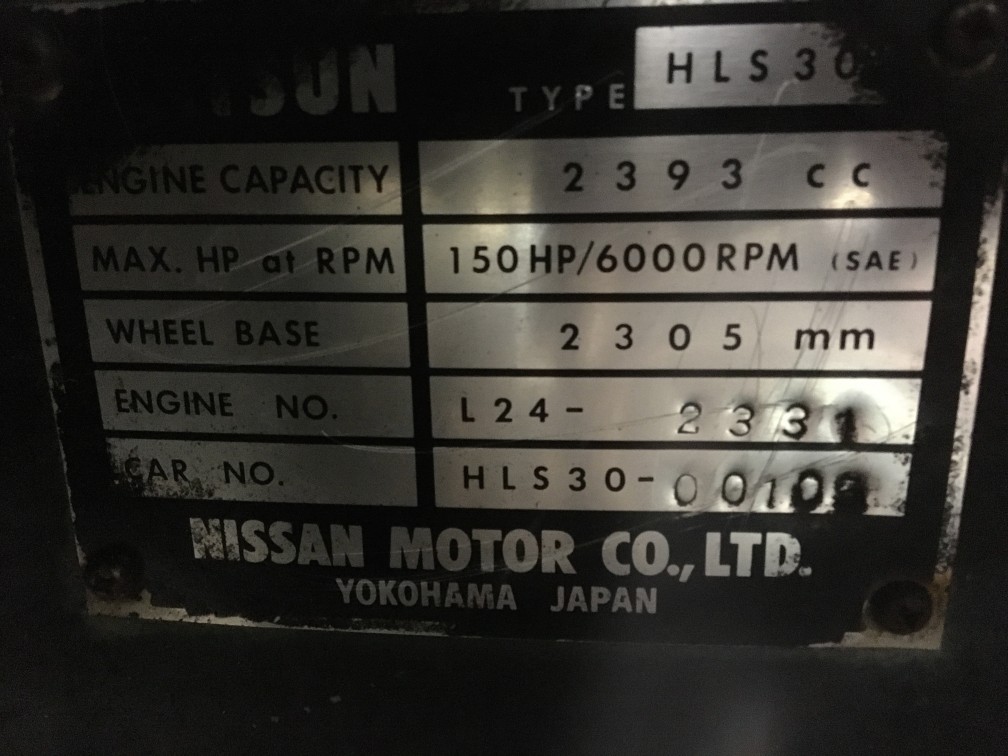 TYPE HLS30
ENGINE CAPACITY 2393 cc
MAX. HP at RPM 150HP/6000RPM (SAE)
WHEEL BASE 2305 mm
ENGINE NO. L24- 2331
CAR NO. HLS30-
NISSAN MOTOR CO., LTD.
YOKOHAMA JAPAN